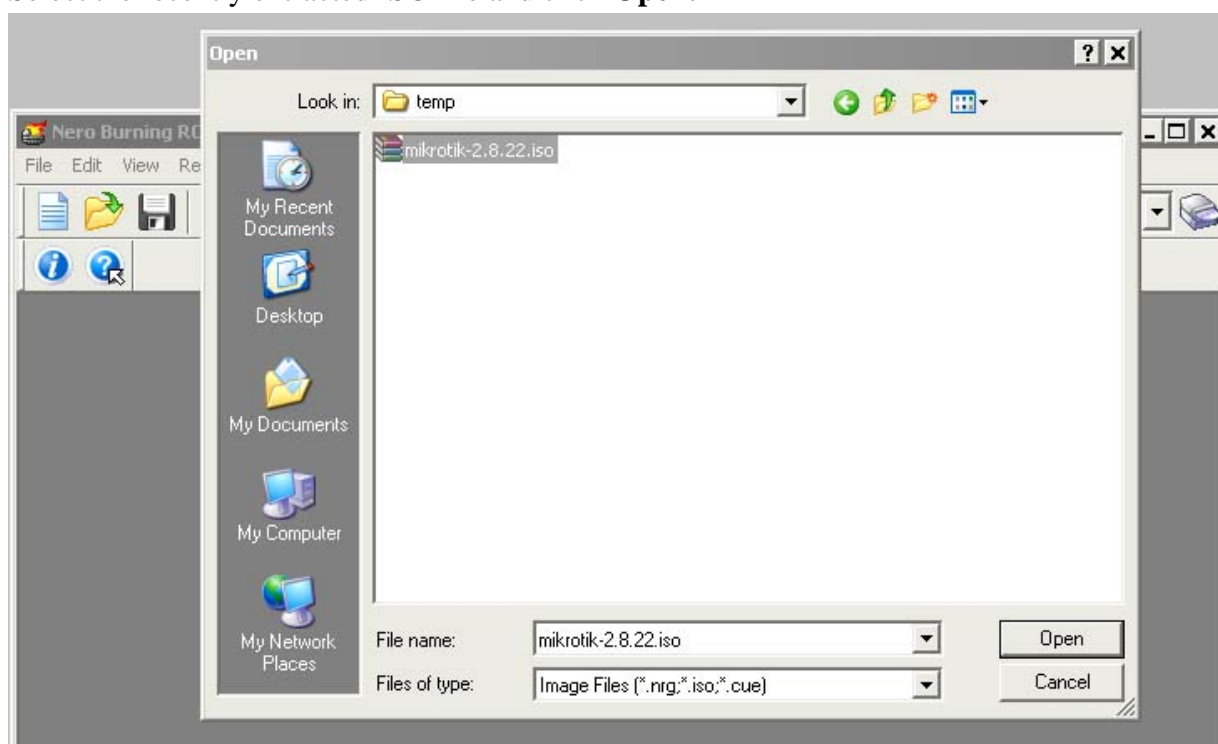 Open
Look in:
temp
Nero Burning RO
File Edit View Re
mikrotik-2.8.22.iso
My Recent
Documents
Desktop
My Documents
My Computer
My Network
Places
File name:
mikrotik-2.8.22.iso
Open
Files of type:
Image Files (*.nrg;*.iso;*.cue)
Cancel